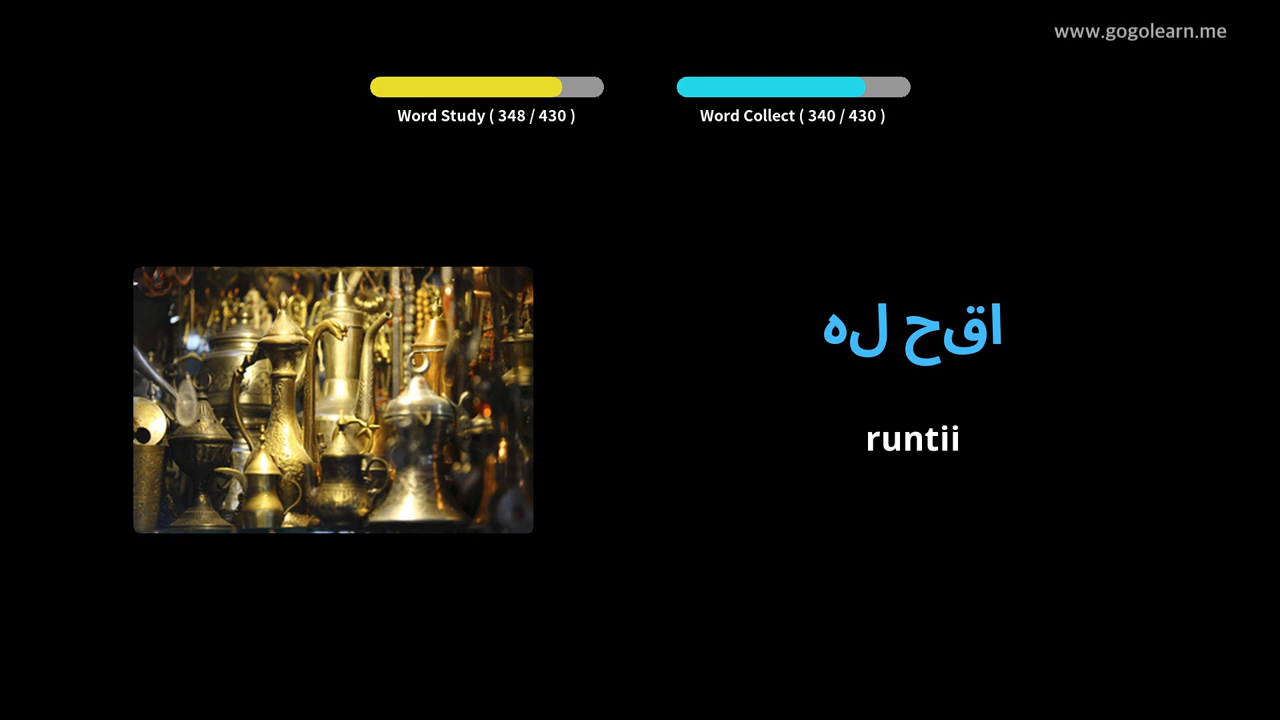 www.gogolearn.me
Word Study ( 348 / 430 )
Word Collect ( 340 / 430 )
اقح له
runtii